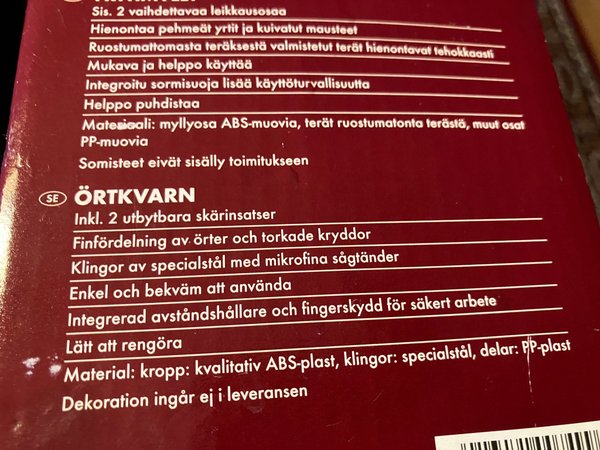 Sis. 2 vaihdettavaa leikkausosaa
Hienontaa pehmeät yrtit ja kuivatut mausteet
Ruostumattomasta teräksestä valmistetut terät hienontavat tehokkaasti
Mukava ja helppo käyttää
Integroitu sormisuoja lisää käyttöturvallisuutta
Helppo puhdistaa
Materiaali: myllyosa ABS-muovia, terät ruostumatonta terästä, muut osat
PP-muovia
Somisteet eivät sisälly toimitukseen
SE ÖRTKVARN
Inkl. 2 utbytbara skärinsatser
Finfördelning av örter och torkade kryddor
Klingor av specialstål med mikrofina sågtänder
Enkel och bekväm att använda
Integrerad avståndshållare och fingerskydd för säkert arbete
Lätt att rengöra
Material: kropp: kvalitativ ABS-plast, klingor: specialstål, delar: PP-plast
Dekoration ingår ej i leveransen